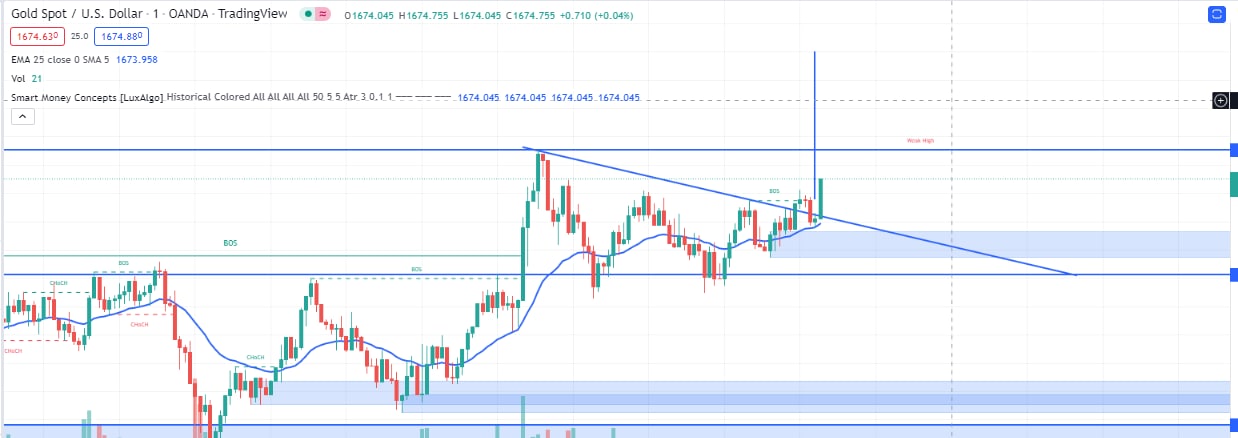 Gold Spot / U.S. Dollar · 1 · OANDA · TradingView O1674.045 H1674.755 L1674.045 C1674.755 +0.710 (+0.04%)
1674.630 25.0 1674.880
EMA 25 close 0 SMA 5 1673.958
Vol 21
Smart Money Concepts [LuxAlgo] Historical Colored All All All All 50 5 5 Atr 3 0.1 1 1674.045 1674.045 1674.045 1674.045
Weak High
BOS
BOS
BOS
BOS
CHoCH
CHoCH
CHoCH
CHoCH